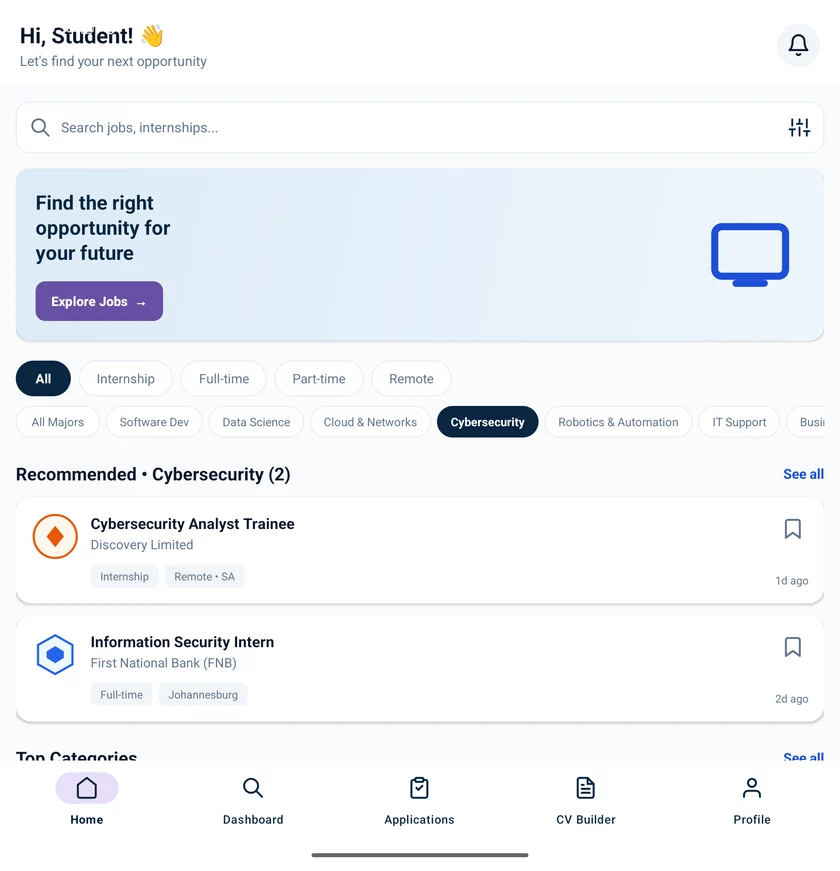 Hi, Student! 👋
Let's find your next opportunity
Search jobs, internships...
Find the right
opportunity for
your future
Explore Jobs →
All Internship Full-time Part-time Remote
All Majors Software Dev Data Science Cloud & Networks Cybersecurity Robotics & Automation IT Support
Recommended • Cybersecurity (2) See all
Cybersecurity Analyst Trainee
Discovery Limited
Internship Remote • SA
1d ago
Information Security Intern
First National Bank (FNB)
Full-time Johannesburg
2d ago
Top Categories See all
Home Dashboard Applications CV Builder Profile